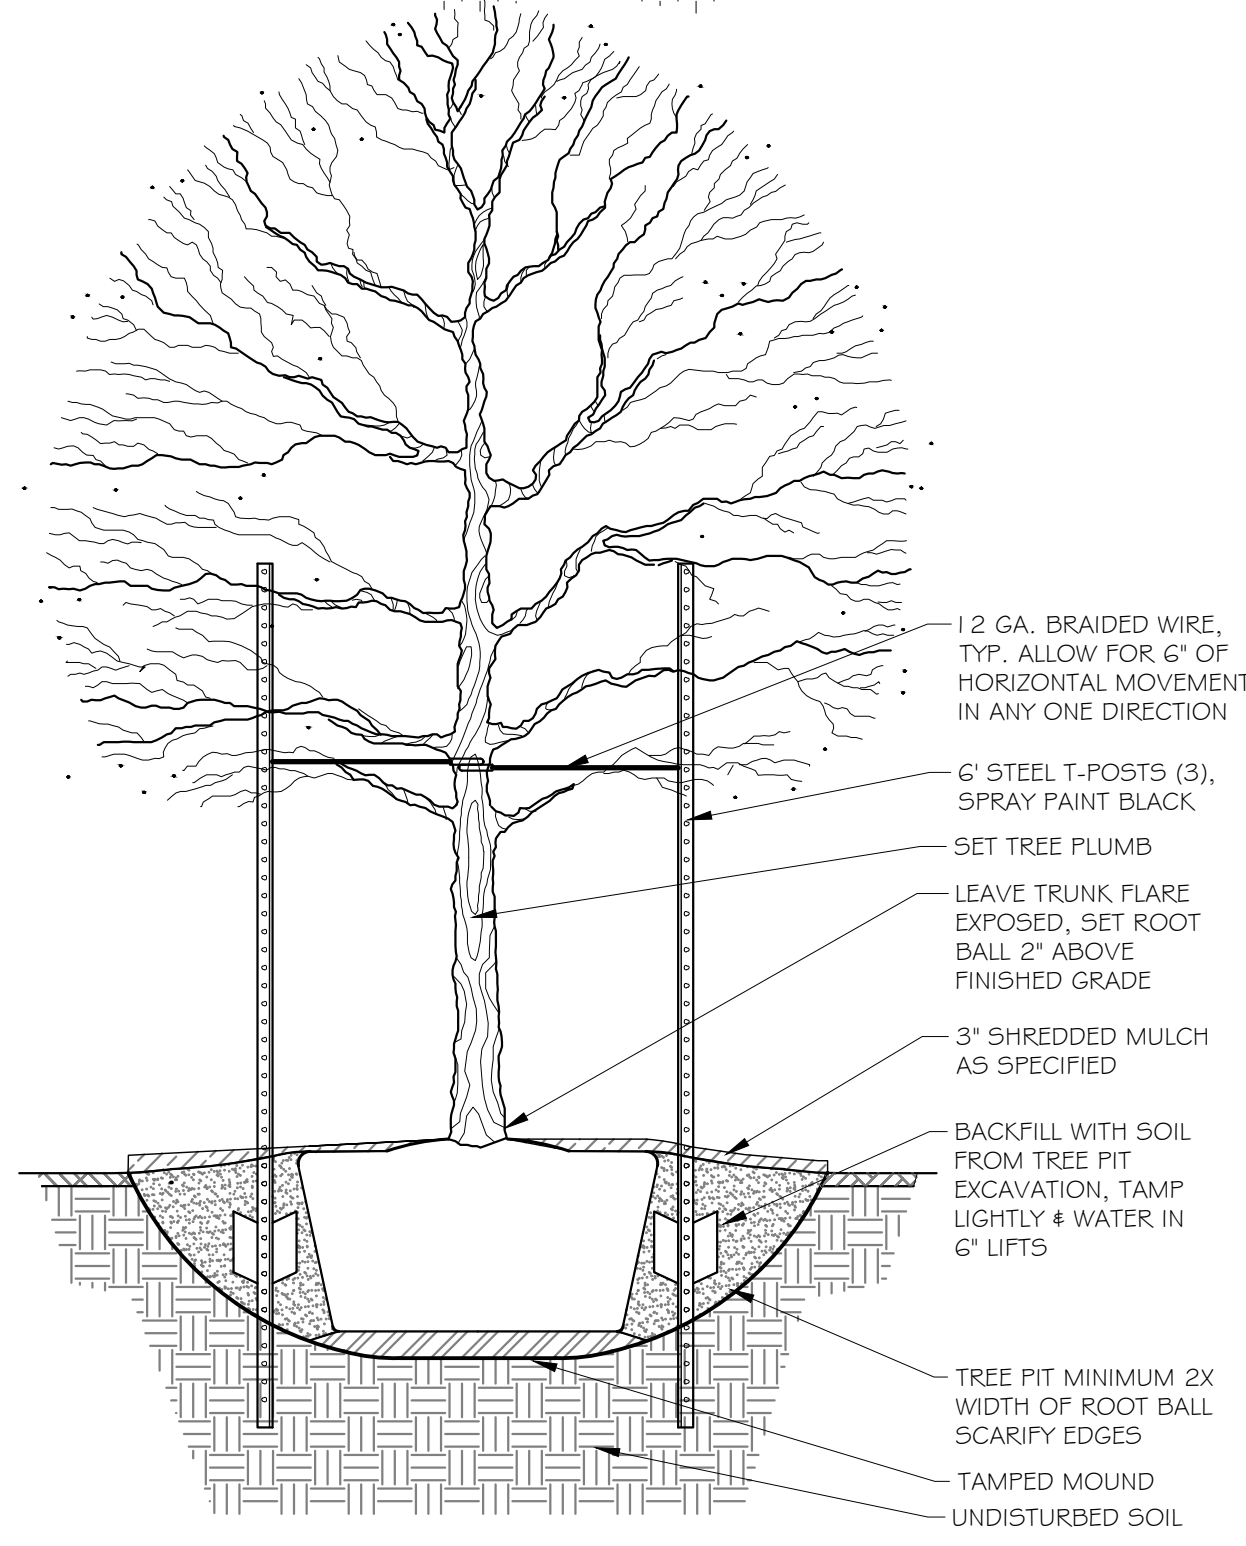 12 GA. BRAIDED WIRE,
TYP. ALLOW FOR 6" OF
HORIZONTAL MOVEMENT
IN ANY ONE DIRECTION
6' STEEL T-POSTS (3),
SPRAY PAINT BLACK
SET TREE PLUMB
LEAVE TRUNK FLARE
EXPOSED, SET ROOT
BALL 2" ABOVE
FINISHED GRADE
3" SHREDDED MULCH
AS SPECIFIED
BACKFILL WITH SOIL
FROM TREE PIT
EXCAVATION, TAMP
LIGHTLY & WATER IN
6" LIFTS
TREE PIT MINIMUM 2X
WIDTH OF ROOT BALL
SCARIFY EDGES
TAMPED MOUND
UNDISTURBED SOIL